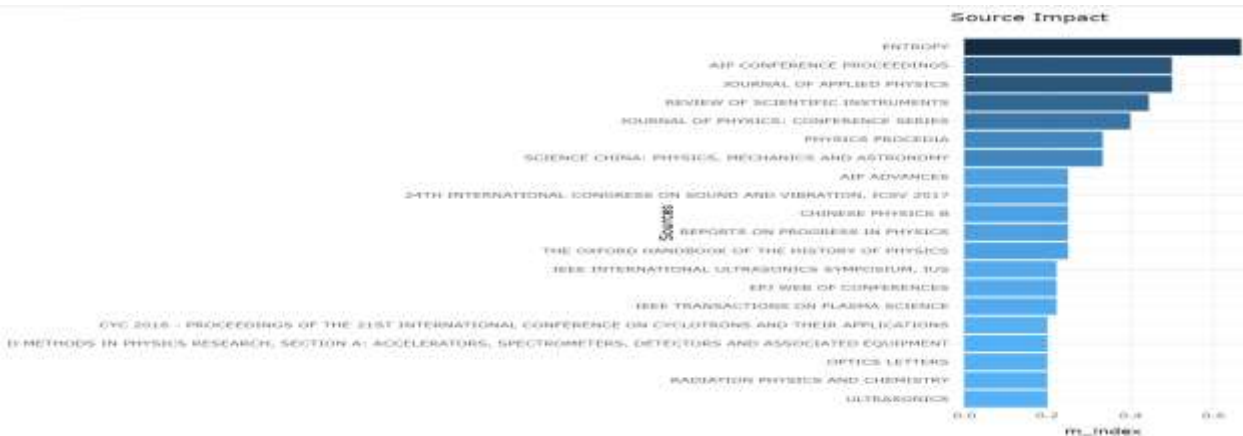 Source Impact
ENTROPY
AIP CONFERENCE PROCEEDINGS
JOURNAL OF APPLIED PHYSICS
REVIEW OF SCIENTIFIC INSTRUMENTS
JOURNAL OF PHYSICS: CONFERENCE SERIES
PHYSICS PROCEDIA
SCIENCE CHINA: PHYSICS, MECHANICS AND ASTRONOMY
AIP ADVANCES
24TH INTERNATIONAL CONGRESS ON SOUND AND VIBRATION, ICSV 2017
CHINESE PHYSICS B
Sources
REPORTS ON PROGRESS IN PHYSICS
THE OXFORD HANDBOOK OF THE HISTORY OF PHYSICS
IEEE INTERNATIONAL ULTRASONICS SYMPOSIUM, IUS
EPJ WEB OF CONFERENCES
IEEE TRANSACTIONS ON PLASMA SCIENCE
CYC 2016 - PROCEEDINGS OF THE 21ST INTERNATIONAL CONFERENCE ON CYCLOTRONS AND THEIR APPLICATIONS
D METHODS IN PHYSICS RESEARCH, SECTION A: ACCELERATORS, SPECTROMETERS, DETECTORS AND ASSOCIATED EQUIPMENT
OPTICS LETTERS
RADIATION PHYSICS AND CHEMISTRY
ULTRASONICS
0.0 0.2 0.4 0.6
m_index